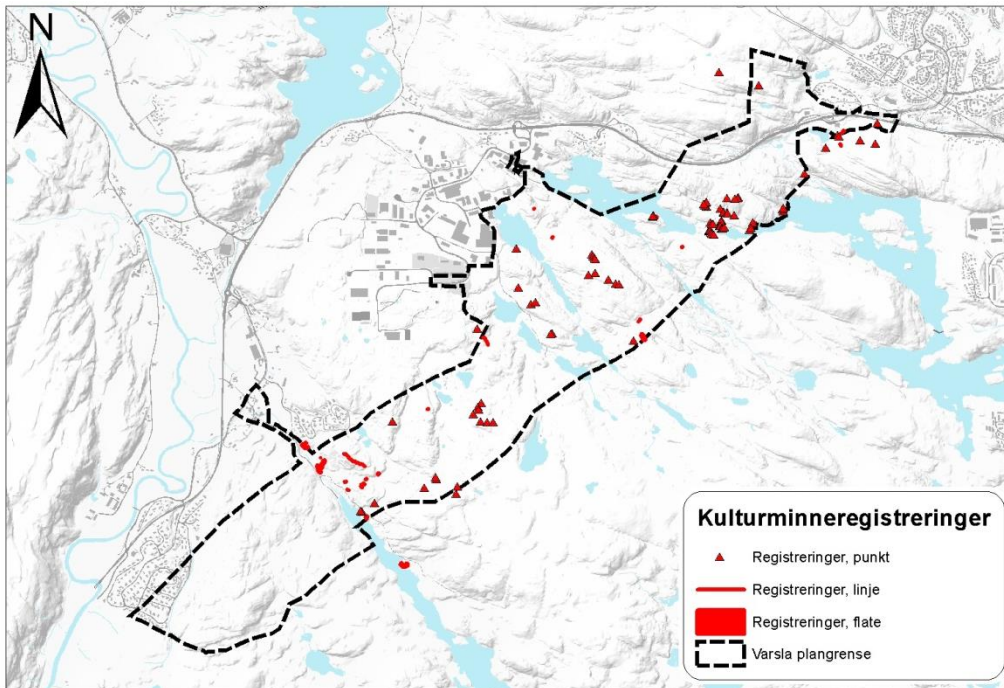 N
Kulturminneregistreringer
Registreringer, punkt
Registreringer, linje
Registreringer, flate
Varsla plangrense